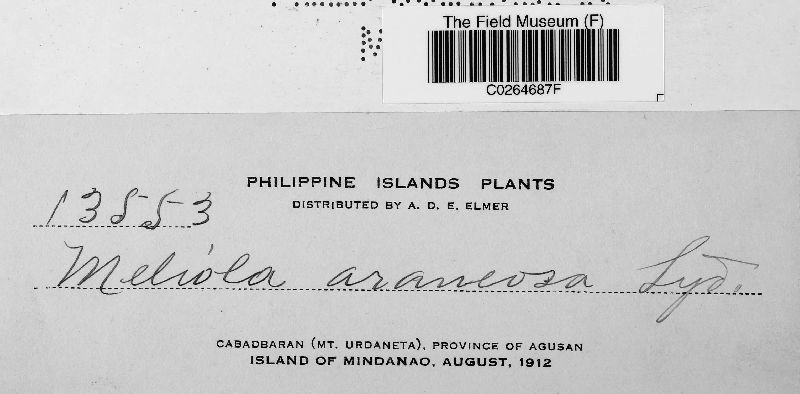 The Field Museum (F)
C0264687F
PHILIPPINE ISLANDS PLANTS
13553
DISTRIBUTED BY A. D. E. ELMER
Meliola araneosa Syd.
CABADBARAN (MT. URDANETA), PROVINCE OF AGUSAN
ISLAND OF MINDANAO, AUGUST, 1912